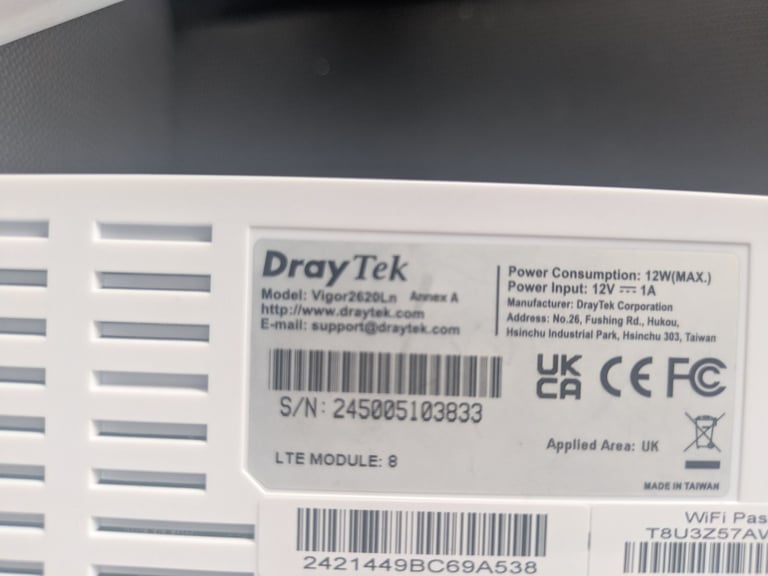 DrayTek
Model: Vigor2620Ln Annex A
http://www.draytek.com
E-mail: support@draytek.com
S/N: 245005103833
LTE MODULE: 8
Power Consumption: 12W(MAX.)
Power Input: 12V ⎓ 1A
Manufacturer: DrayTek Corporation
Address: No.26, Fushing Rd., Hukou,
Hsinchu Industrial Park, Hsinchu 303, Taiwan
UK
CA CE FC
Applied Area: UK
MADE IN TAIWAN
2421449BC69A538
WiFi Pas
T8U3Z57AW